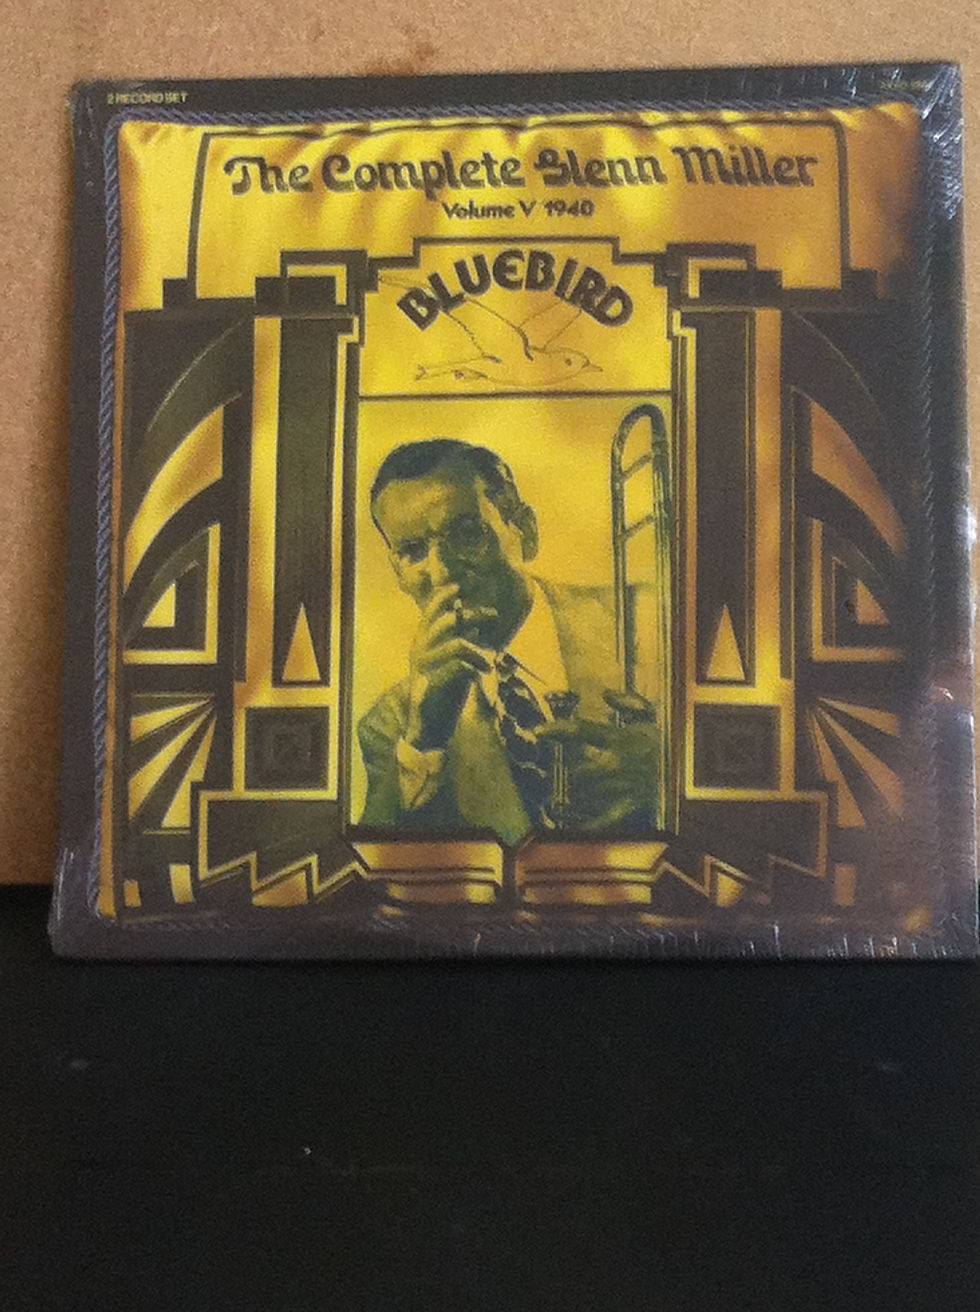 2 RECORD SET
The Complete Glenn Miller
Volume V 1940
BLUEBIRD